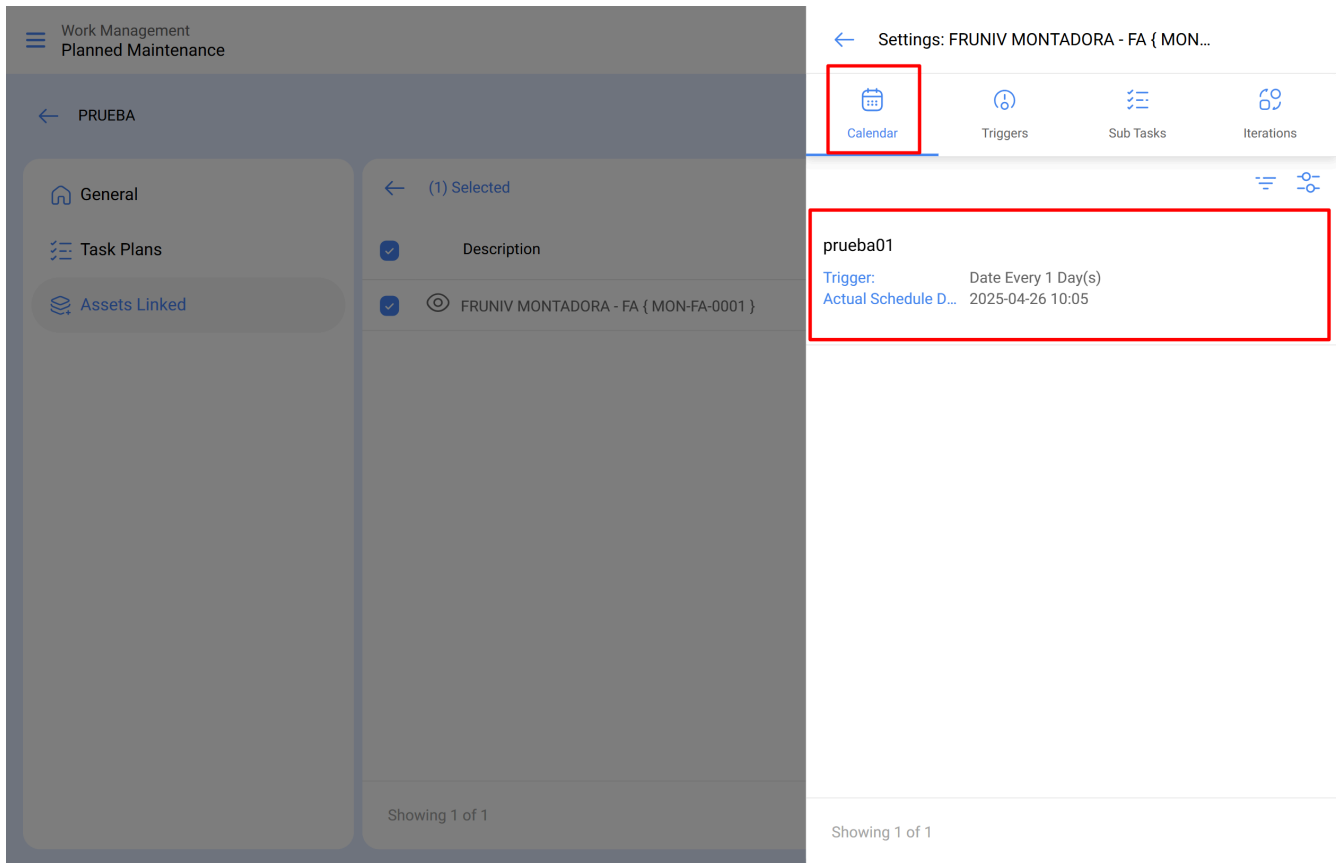 Work Management
Planned Maintenance
PRUEBA
General
Task Plans
Assets Linked
(1) Selected
Description
FRUNIV MONTADORA - FA { MON-FA-0001 }
Showing 1 of 1
Settings: FRUNIV MONTADORA - FA { MON...
Calendar
Triggers
Sub Tasks
Iterations
prueba01
Trigger: Date Every 1 Day(s)
Actual Schedule D... 2025-04-26 10:05
Showing 1 of 1